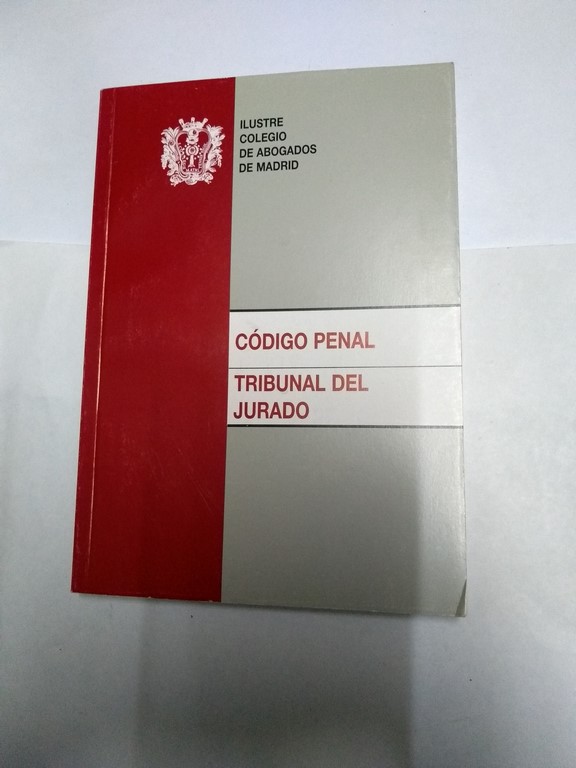 ILUSTRE
COLEGIO
DE ABOGADOS
DE MADRID
CÓDIGO PENAL
TRIBUNAL DEL
JURADO